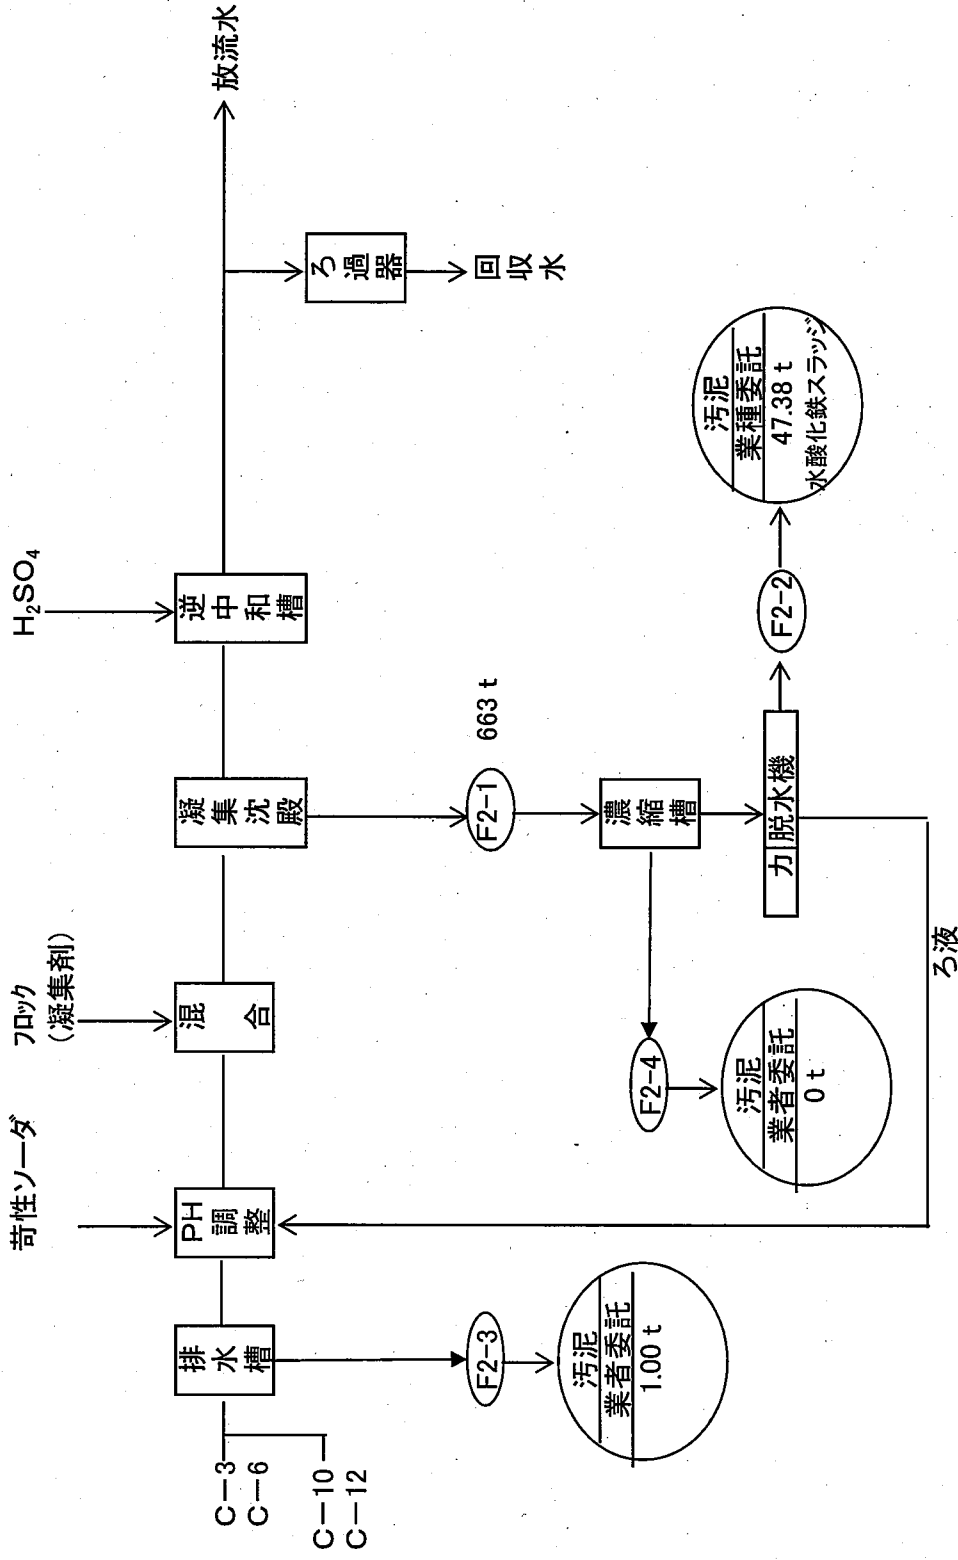 苛性ソーダ
フロック
（凝集剤）
H₂SO₄
C－3
C－6
C－10
C－12
排水槽
PH調整
混合
凝集沈殿
逆中和槽
放流水
ろ過器
回収水
F2-3
汚泥
業者委託
1.00 t
F2-1
663 t
濃縮槽
F2-4
汚泥
業者委託
0 t
脱水機
F2-2
汚泥
業種委託
47.38 t
水酸化鉄スラッジ
ろ液